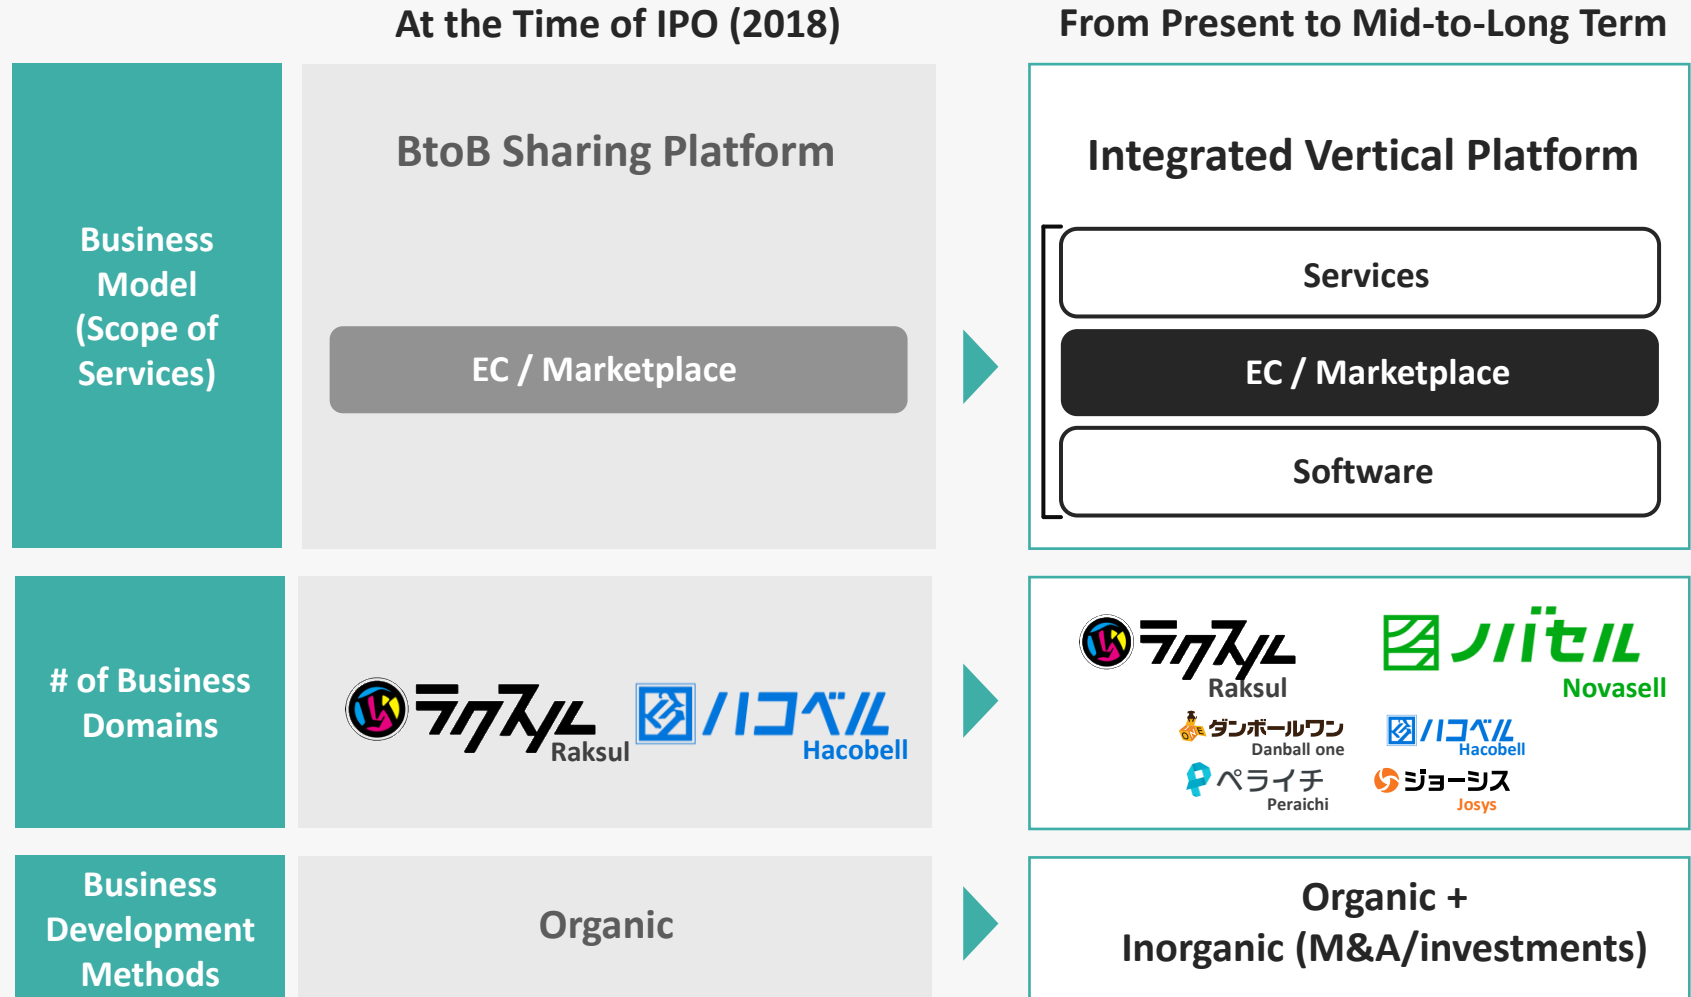 At the Time of IPO (2018)
From Present to Mid-to-Long Term
Business
Model
(Scope of
Services)
BtoB Sharing Platform
EC / Marketplace
Integrated Vertical Platform
Services
EC / Marketplace
Software
# of Business
Domains
ラクスル
Raksul
ハコベル
Hacobell
ラクスル
Raksul
ノバセル
Novasell
ダンボールワン
Danball one
ハコベル
Hacobell
ペライチ
Peraichi
ジョーシス
Josys
Business
Development
Methods
Organic
Organic +
Inorganic (M&A/investments)